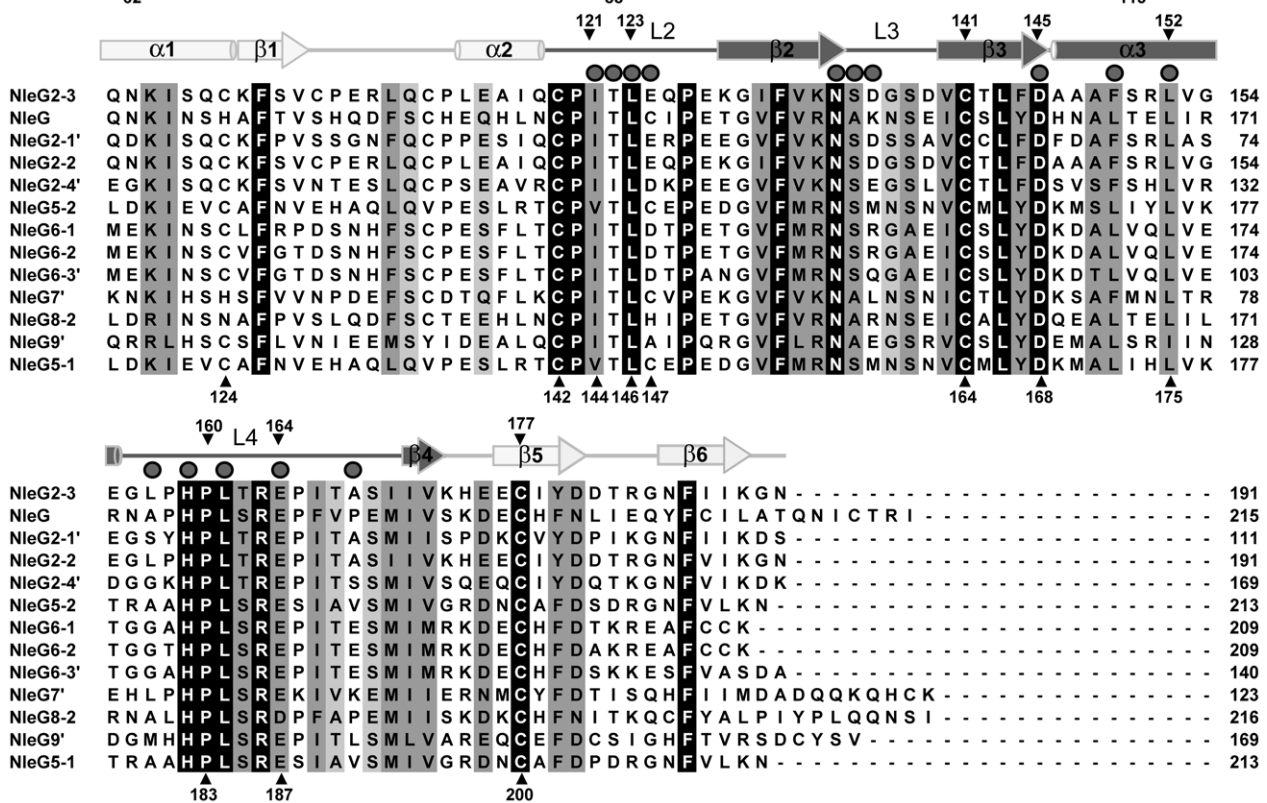 121 123 L2 141 145 152
α1 β1 α2 β2 L3 β3 α3
NleG2-3 QNKISQCKFSVCPERLQCPLEAIQCPITLEQPEKGIFVKNSDGSDVCTLFDAAAFSRLVG 154
NleG QNKINSHAFTVSHQDFSCHEQHLNCPITLCIPETGVFVRNAKNSEICSLYDHNALTELIR 171
NleG2-1' QDKISQCKFPVSSGNFQCPPESIQCPITLERPEEGVFVKNSDSSAVCCLFDFDAFSRLAS 74
NleG2-2 QNKISQCKFSVCPERLQCPLEAIQCPITLEQPEKGIFVKNSDGSDVCTLFDAAAFSRLVG 154
NleG2-4' EGKISQCKFSVNTESLQCPSEAVRCPIILDKPEEGVFVKNSEGSLVCTLFDSVSFSHLVR 132
NleG5-2 LDKIEVCAFNVEHAQLQVPESLRTCPVTLCEPEDGVFMRNSMNSNVCMLYDKMSLIYLVK 177
NleG6-1 MEKINSCLFRPDSNHFSCPESFLTCPITLDTPETGVFMRNSRGAEICSLYDKDALVQLVE 174
NleG6-2 MEKINSCVFGTDSNHFSCPESFLTCPITLDTPETGVFMRNSRGAEICSLYDKDALVQLVE 174
NleG6-3' MEKINSCVFGTDSNHFSCPESFLTCPITLDTPANGVFMRNSQGAEICSLYDKDTLVQLVE 103
NleG7' KNKIHSHSFVVNPDEFSCDTQFLKCPITLCVPEKGVFVKNALNSNICTLYDKSAFMNLTR 78
NleG8-2 LDRINSNAFPVSLQDFSCTEEHLNCPITLHIPETGVFVRNARNSEICALYDQEALTELIL 171
NleG9' QRRLHSCSFLVNIEEMSYIDEALQCPITLAIPQRGVFLRNAEGSRVCSLYDEMALSRIIN 128
NleG5-1 LDKIEVCAFNVEHAQLQVPESLRTCPVTLCEPEDGVFMRNSMNSNVCMLYDKMALIHLVK 177
124 142 144 146 147 164 168 175
160 L4 164 177
β4 β5 β6
NleG2-3 EGLPHPLTREPITASIIVKHEECIYDDTRGNFIIKGN------------------------ 191
NleG RNAPHPLSREPFVPEMIVSKDECHFNLIEQYFCILATQNICTRI----------------- 215
NleG2-1' EGSYHPLTREPITASMIISPDKCVYDPIKGNFIIKDS------------------------ 111
NleG2-2 EGLPHPLTREPITASIIVKHEECIYDDTRGNFVIKGN------------------------ 191
NleG2-4' DGGKHPLTREPITSSMIVSQEQCIYDQTKGNFVIKDK------------------------ 169
NleG5-2 TRAAHPLSRESIAVSMIVGRDNCAFDSDRGNFVLKN------------------------- 213
NleG6-1 TGGAHPLSREPITESMIMRKDECHFDTKREAFCCK-------------------------- 209
NleG6-2 TGGTHPLSREPITESMIMRKDECHFDAKREAFCCK-------------------------- 209
NleG6-3' TGGAHPLSREPITESMIMRKDECHFDSKKESFVASDA------------------------ 140
NleG7' EHLPHPLSREKIVKEMIIERNMCYFDTISQHFIIMDADQQKQHCK---------------- 123
NleG8-2 RNALHPLSRDPFAPEMIISKDKCHFNITKQCFYALPIYPLQQNSI---------------- 216
NleG9' DGMHHPLSREPITLSMLVAREQCEFDCSIGHFTVRSDCYSV-------------------- 169
NleG5-1 TRAAHPLSRESIAVSMIVGRDNCAFDPDRGNFVLKN------------------------- 213
183 187 200